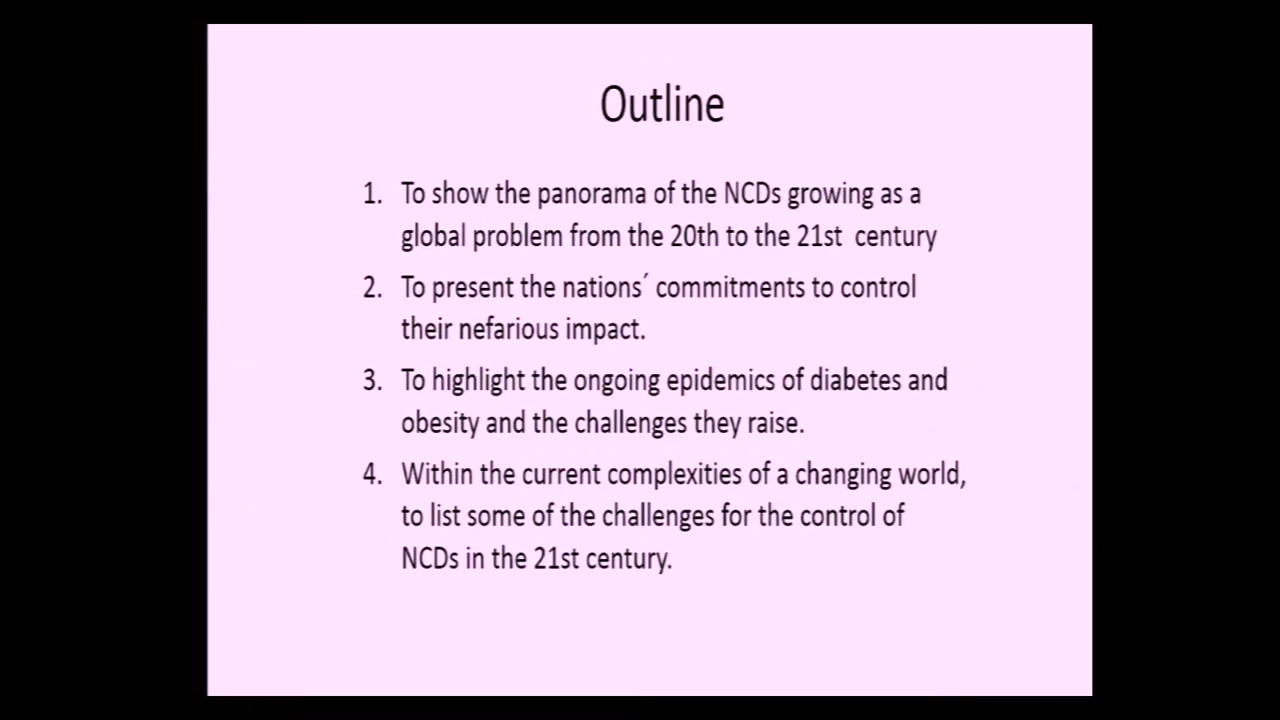 Outline
1. To show the panorama of the NCDs growing as a
global problem from the 20th to the 21st  century
2. To present the nations´ commitments to control
their nefarious impact.
3. To highlight the ongoing epidemics of diabetes and
obesity and the challenges they raise.
4. Within the current complexities of a changing world,
to list some of the challenges for the control of
NCDs in the 21st century.